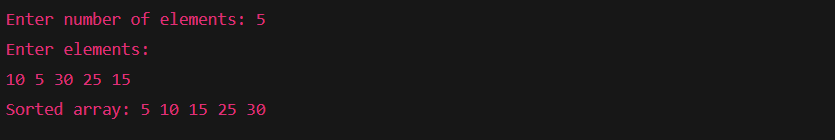 Enter number of elements: 5
Enter elements:
10 5 30 25 15
Sorted array: 5 10 15 25 30